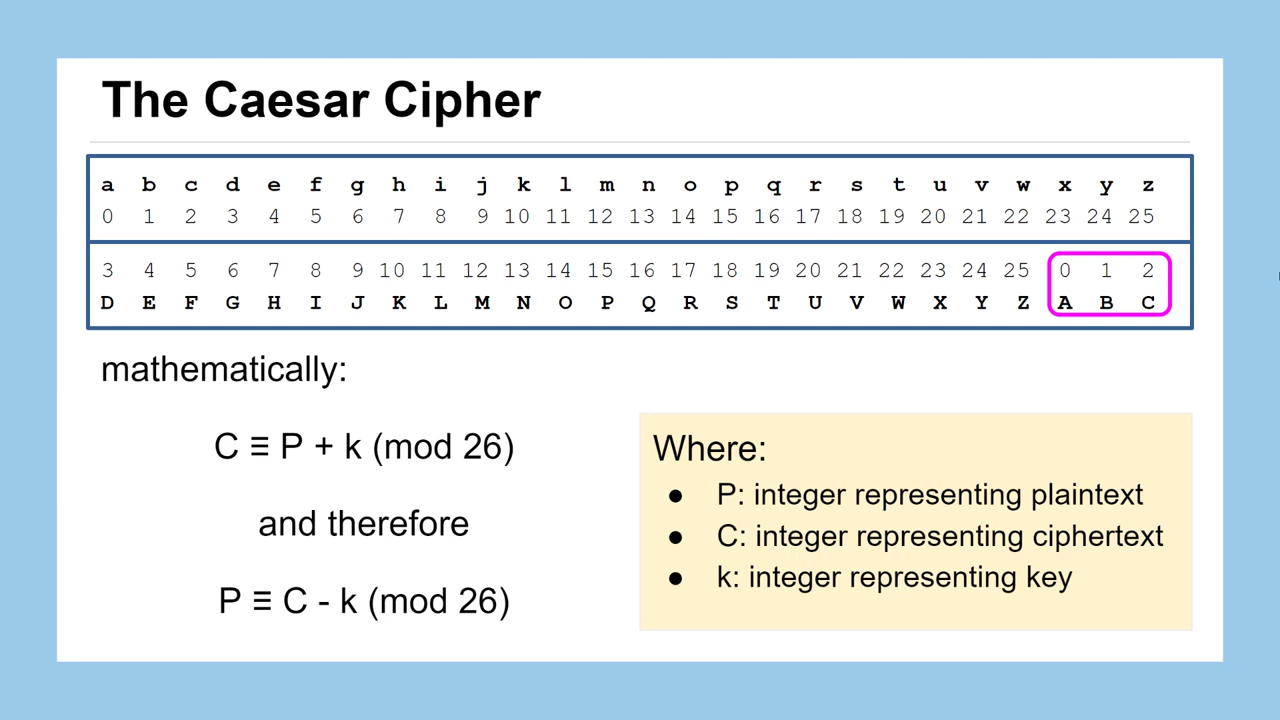 The Caesar Cipher
a b c d e f g h i j k l m n o p q r s t u v w x y z
0 1 2 3 4 5 6 7 8 9 10 11 12 13 14 15 16 17 18 19 20 21 22 23 24 25
3 4 5 6 7 8 9 10 11 12 13 14 15 16 17 18 19 20 21 22 23 24 25 0 1 2
D E F G H I J K L M N O P Q R S T U V W X Y Z A B C
mathematically:
C ≡ P + k (mod 26)
and therefore
P ≡ C - k (mod 26)
Where:
● P: integer representing plaintext
● C: integer representing ciphertext
● k: integer representing key